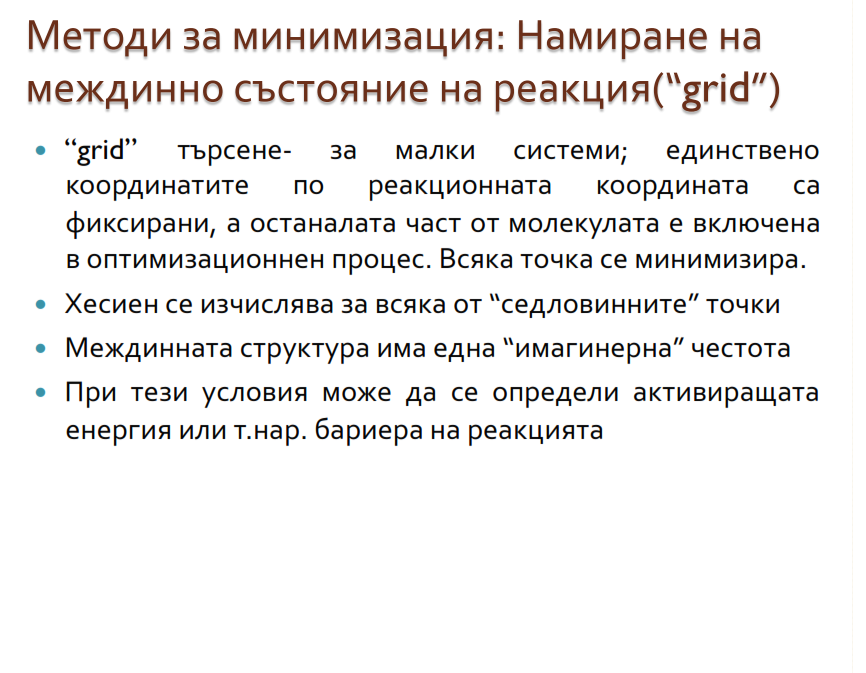 Методи за минимизация: Намиране на
междинно състояние на реакция(“grid”)
• “grid” търсене- за малки системи; единствено
координатите по реакционната координата са
фиксирани, а останалата част от молекулата е включена
в оптимизационнен процес. Всяка точка се минимизира.
• Хесиен се изчислява за всяка от “седловинните” точки
• Междинната структура има една “имагинерна” честота
• При тези условия може да се определи активиращата
енергия или т.нар. бариера на реакцията